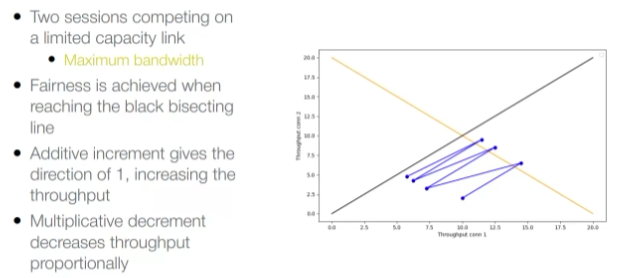 • Two sessions competing on
a limited capacity link
• Maximum bandwidth
• Fairness is achieved when
reaching the black bisecting
line
• Additive increment gives the
direction of 1, increasing the
throughput
• Multiplicative decrement
decreases throughput
proportionally
Throughput conn 2
20.0
17.5
15.0
12.5
10.0
7.5
5.0
2.5
0.0
0.0 2.5 5.0 7.5 10.0 12.5 15.0 17.5 20.0
Throughput conn 1